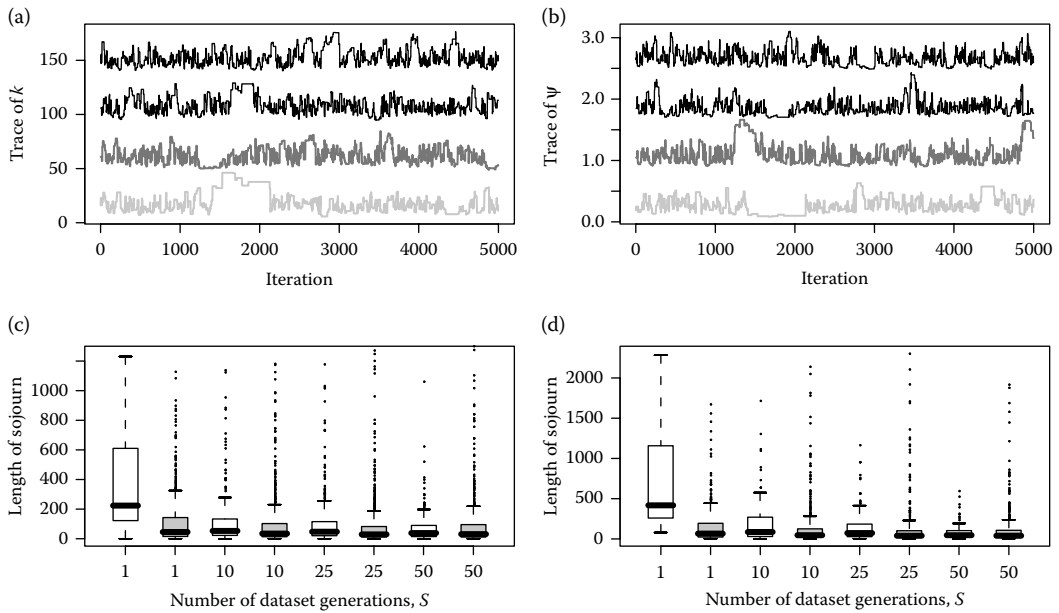 (a)
Trace of k
150
100
50
0
0 1000 2000 3000 4000 5000
Iteration
(b)
Trace of ψ
3.0
2.0
1.0
0.0
0 1000 2000 3000 4000 5000
Iteration
(c)
Length of sojourn
1000
800
600
400
200
0
1 1 10 10 25 25 50 50
Number of dataset generations, S
(d)
Length of sojourn
2000
1500
1000
500
0
1 1 10 10 25 25 50 50
Number of dataset generations, S